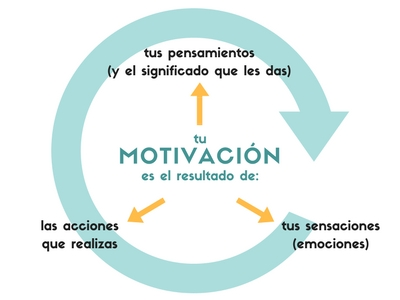 tus pensamientos
(y el significado que les das)
tu
MOTIVACIÓN
es el resultado de:
las acciones
que realizas
tus sensaciones
(emociones)